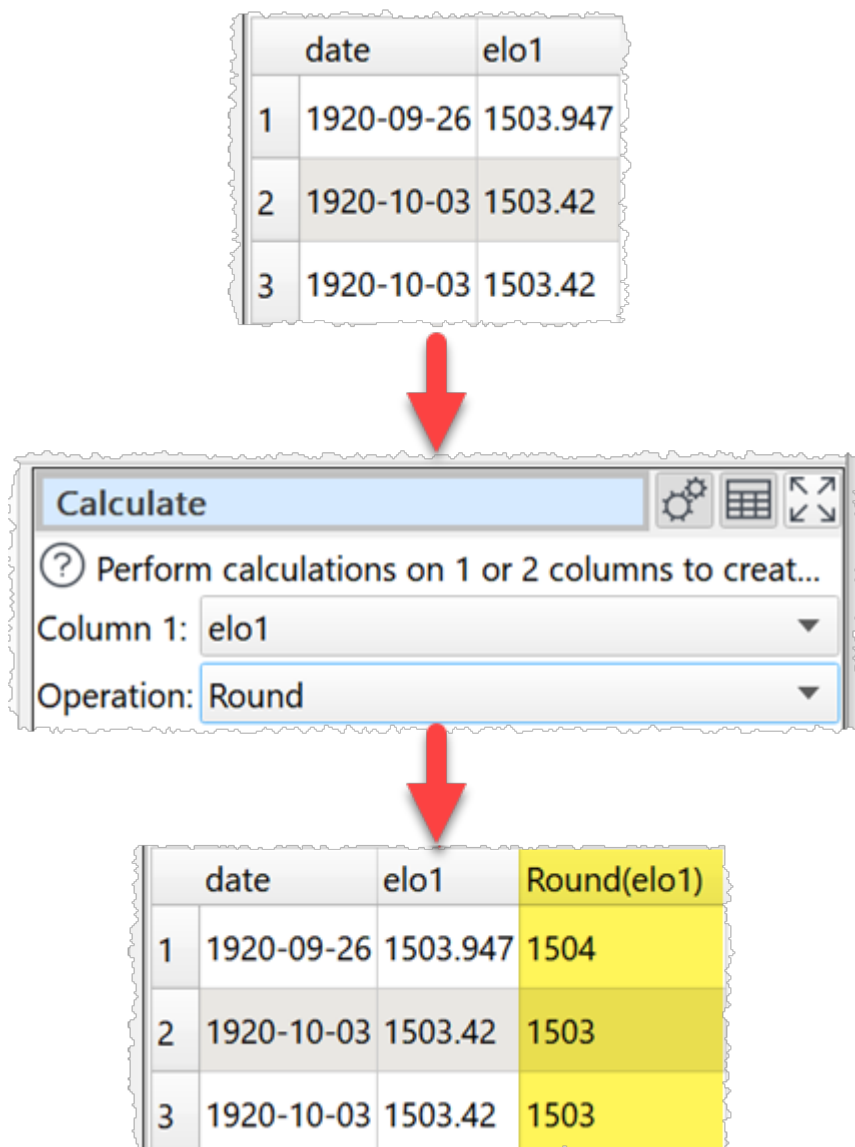 date elo1
1 1920-09-26 1503.947
2 1920-10-03 1503.42
3 1920-10-03 1503.42
Calculate
? Perform calculations on 1 or 2 columns to creat...
Column 1: elo1
Operation: Round
date elo1 Round(elo1)
1 1920-09-26 1503.947 1504
2 1920-10-03 1503.42 1503
3 1920-10-03 1503.42 1503